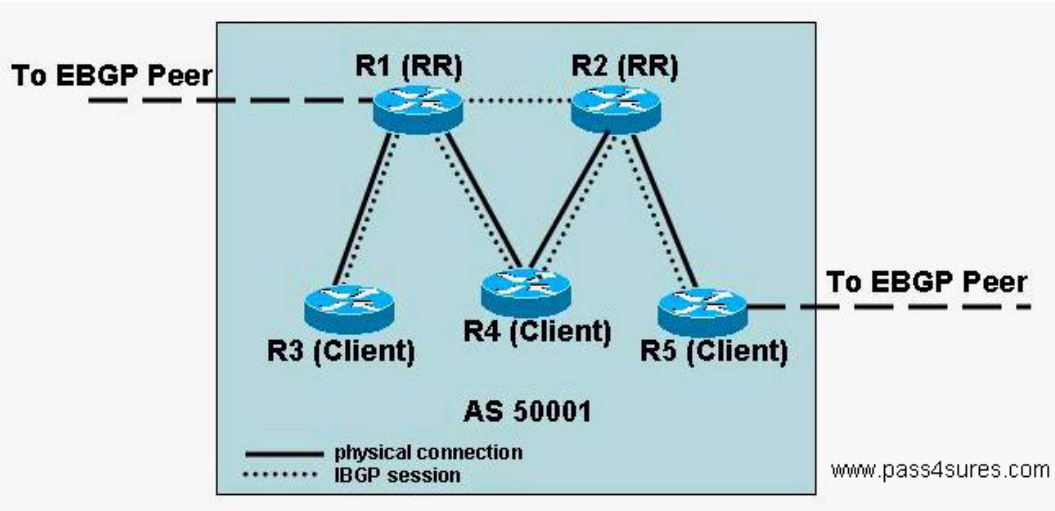 To EBGP Peer
R1 (RR)
R2 (RR)
To EBGP Peer
R3 (Client)
R4 (Client)
R5 (Client)
AS 50001
physical connection
IBGP session
www.pass4sures.com